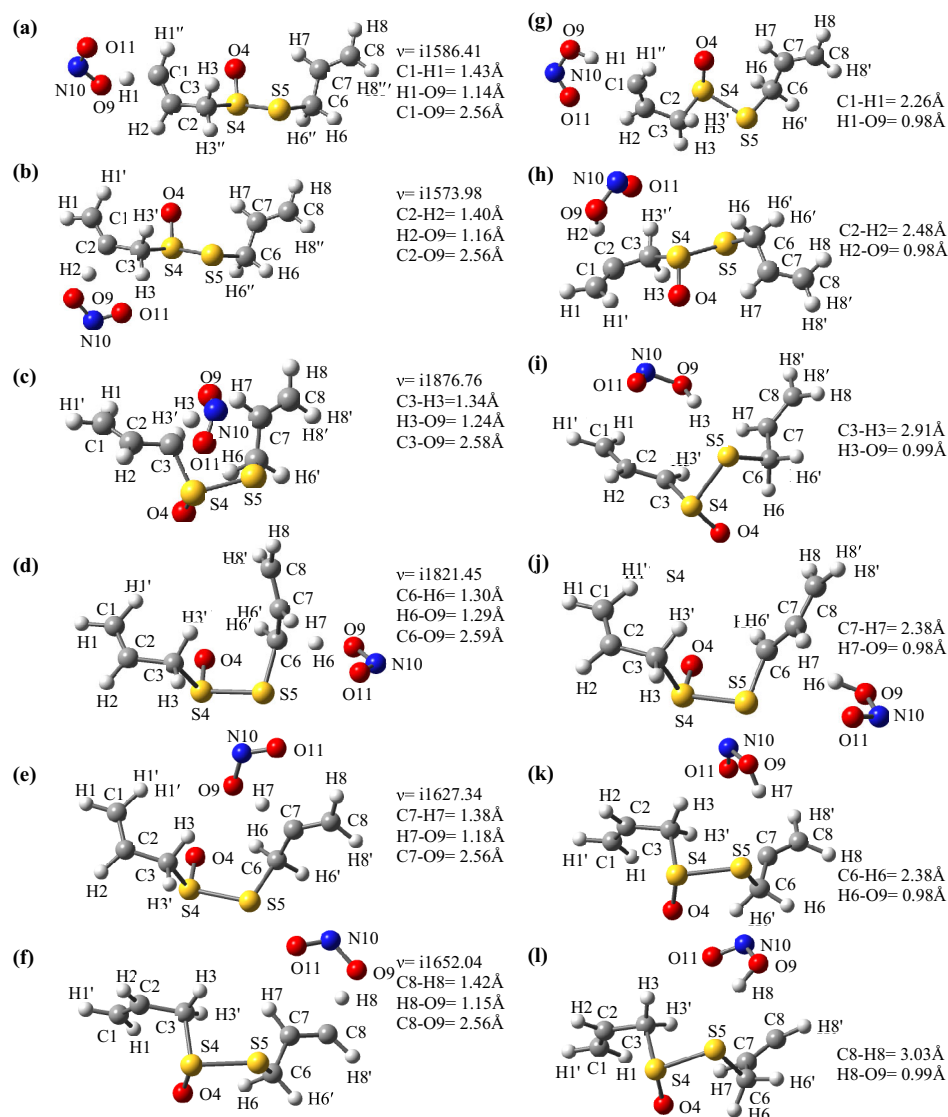 (a)
H1″
O11
N10
O9
H1
C1
C3
H3
O4
H2
C2
H3″
S4
S5
H7
H8
C8
C7
C6
H6″
H6
ν= i1586.41
C1-H1= 1.43Å
H1-O9= 1.14Å
C1-O9= 2.56Å
(g)
O9
H1
H1″
N10
O11
C1
C2
H2
C3
H3
H3'
O4
S4
S5
H7
H6
C7
H8
C8
H8'
C6
H6'
C1-H1= 2.26Å
H1-O9= 0.98Å
(b)
H1'
H1
C1
C2
H3'
O4
H2
C3
H3
S4
S5
O9
O11
N10
H7
C7
H8
C8
H8″
C6
H6
H6″
ν= i1573.98
C2-H2= 1.40Å
H2-O9= 1.16Å
C2-O9= 2.56Å
(h)
N10
O11
O9
H2
C2
C3
H3'′
S4
H3
O4
C1
H1
H1'
H6
H6'
S5
C6
C7
H8
C8
H8′
H7
H8'
C2-H2= 2.48Å
H2-O9= 0.98Å
(c)
H1
H1'
C1
C2
H2
H3'
H3
C3
O9
N10
O11
H7
H8
C8
H8'
C7
H6
H6'
S5
S4
O4
ν= i1876.76
C3-H3=1.34Å
H3-O9= 1.24Å
C3-O9= 2.58Å
(i)
N10
O9
O11
H3
H1'
C1
H1
C2
H3'
H2
C3
S4
S5
O4
H8'
H8′
C8
H8
H7
C7
C6
H6'
H6
C3-H3= 2.91Å
H3-O9= 0.99Å
(d)
H8
H8'
C8
C7
H1'
C1
H1
C2
H3'
H2
C3
H3
O4
S4
S5
H6'
H6′
C6
H7
H6
O9
N10
O11
ν= i1821.45
C6-H6= 1.30Å
H6-O9= 1.29Å
C6-O9= 2.59Å
(j)
H1'
S4
H1
C1
C2
H3'
H2
C3
H3
O4
S4
S5
H8
H8′
H8'
C8
C7
H6'
C6
H7
H6
O9
N10
O11
C7-H7= 2.38Å
H7-O9= 0.98Å
(e)
N10
O11
O9
H7
H1
C1
H1'
H1′
C2
H3
H2
C3
H3'
O4
S4
S5
H6
C6
H6'
C7
H8
C8
H8'
ν= i1627.34
C7-H7= 1.38Å
H7-O9= 1.18Å
C7-O9= 2.56Å
(k)
N10
O11
O9
H7
H2
C2
H3
H3'
C3
H1'
C1
H1
S4
S5
O4
C7
H8'
C8
H8
C6
H6
H6'
C6-H6= 2.38Å
H6-O9= 0.98Å
(f)
N10
O11
O9
H8
H2
C2
H3
H3'
C3
H1'
C1
H1
S4
S5
O4
H7
C7
C8
H8'
C6
H6
H6′
ν= i1652.04
C8-H8= 1.42Å
H8-O9= 1.15Å
C8-O9= 2.56Å
(l)
N10
O11
O9
H8
H2
C2
H3
H3'
C3
H1'
C1
H1
S4
S5
O4
C8
H8'
C7
H7
H6'
C6
H6
C8-H8= 3.03Å
H8-O9= 0.99Å